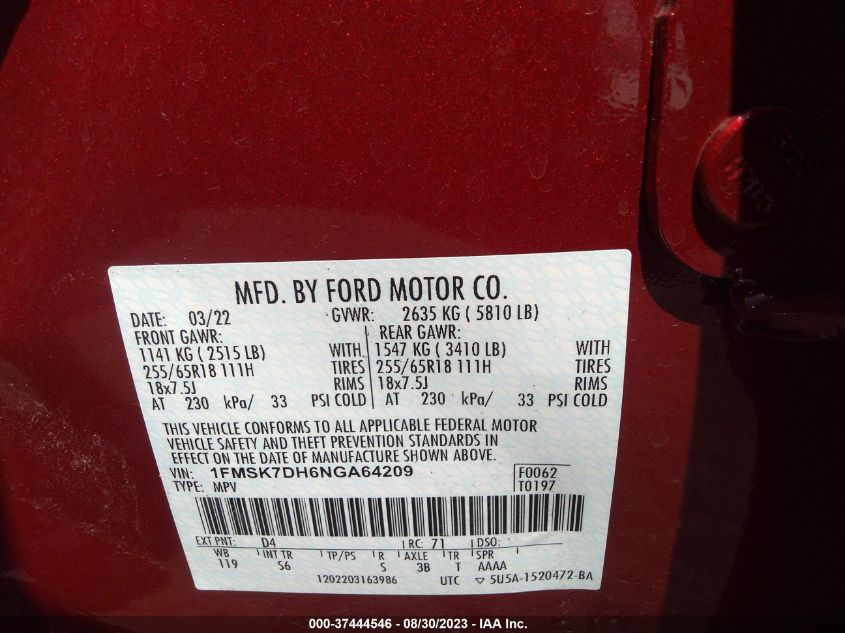 MFD. BY FORD MOTOR CO.
DATE: 03/22 GVWR: 2635 KG ( 5810 LB)
FRONT GAWR: REAR GAWR:
1141 KG ( 2515 LB) WITH 1547 KG ( 3410 LB) WITH
255/65R18 111H TIRES 255/65R18 111H TIRES
18x7.5J RIMS 18x7.5J RIMS
AT 230 kPa/ 33 PSI COLD AT 230 kPa/ 33 PSI COLD
THIS VEHICLE CONFORMS TO ALL APPLICABLE FEDERAL MOTOR
VEHICLE SAFETY AND THEFT PREVENTION STANDARDS IN
EFFECT ON THE DATE OF MANUFACTURE SHOWN ABOVE.
VIN: 1FMSK7DH6NGA64209 F0062
TYPE: MPV T0197
EXT PNT: D4 RC: 71 DSO:
WB INT TR TP/PS R AXLE TR SPR
119 S6 S 3B T AAAA
1202203163986 UTC ▽ 5U5A-1520472-BA
000-37444546 - 08/30/2023 - IAA Inc.